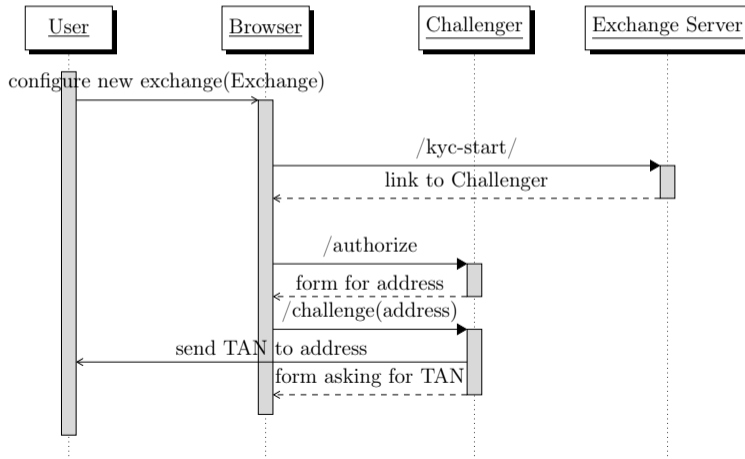 User
Browser
Challenger
Exchange Server
configure new exchange(Exchange)
/kyc-start/
link to Challenger
/authorize
form for address
/challenge(address)
send TAN to address
form asking for TAN